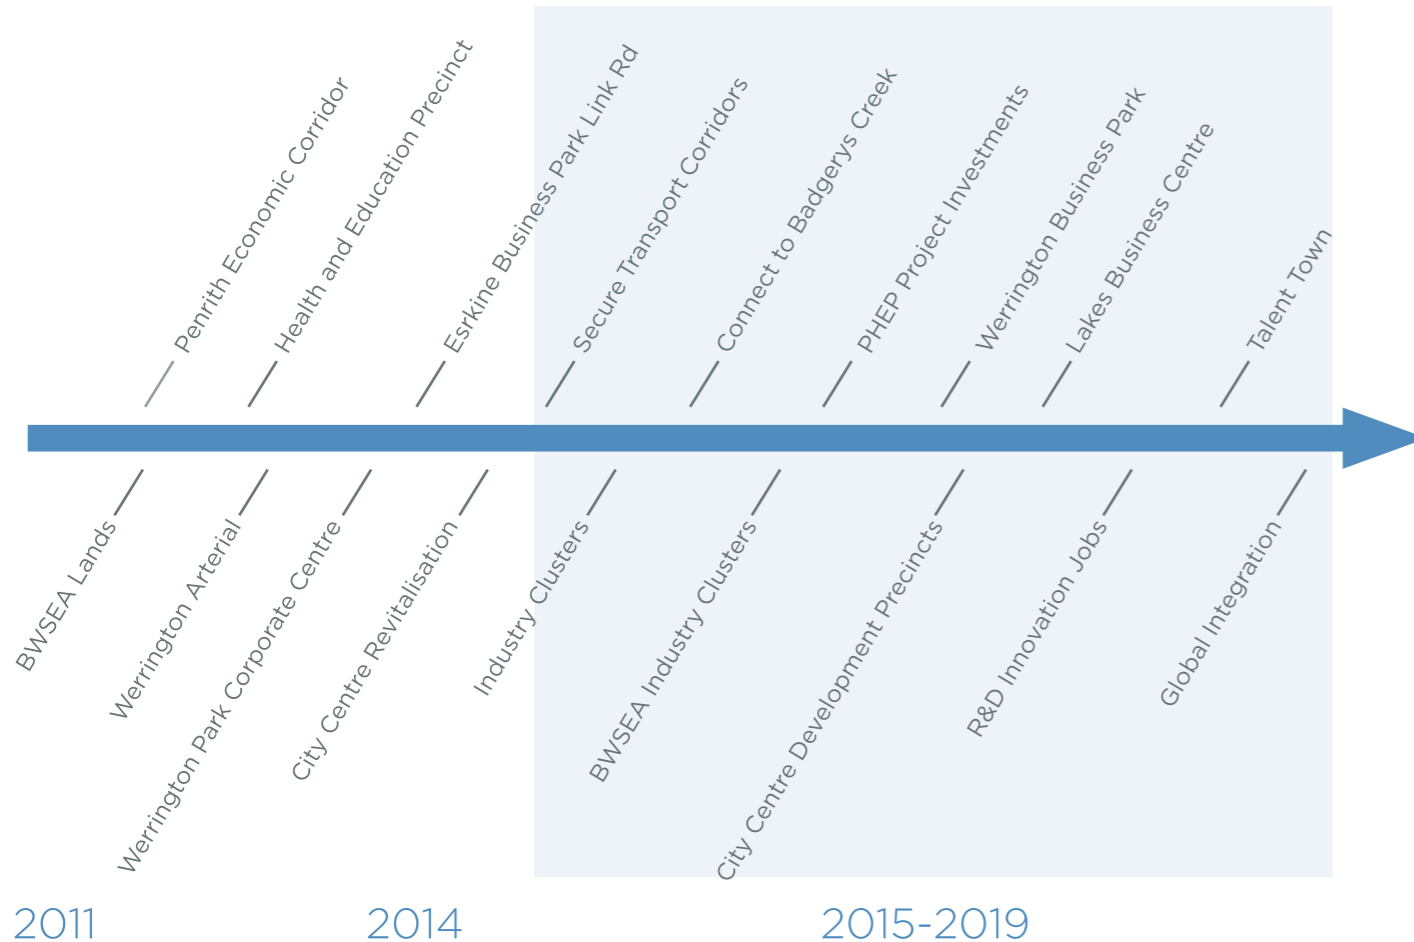 Penrith Economic Corridor
Health and Education Precinct
Esrkine Business Park Link Rd
Secure Transport Corridors
Connect to Badgerys Creek
PHEP Project Investments
Werrington Business Park
Lakes Business Centre
Talent Town
BWSEA Lands
Werrington Arterial
Werrington Park Corporate Centre
City Centre Revitalisation
Industry Clusters
BWSEA Industry Clusters
City Centre Development Precincts
R&D Innovation Jobs
Global Integration
2011
2014
2015-2019